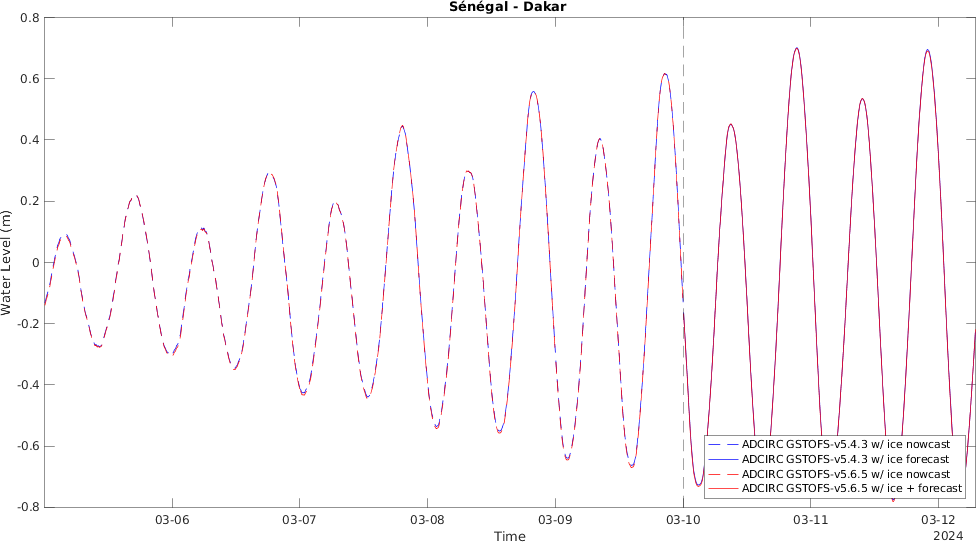 Sénégal - Dakar
0.8
0.6
0.4
0.2
0
-0.2
-0.4
-0.6
-0.8
Water Level (m)
ADCIRC GSTOFS-v5.4.3 w/ ice nowcast
ADCIRC GSTOFS-v5.4.3 w/ ice forecast
ADCIRC GSTOFS-v5.6.5 w/ ice nowcast
ADCIRC GSTOFS-v5.6.5 w/ ice + forecast
03-06 03-07 03-08 03-09 03-10 03-11 03-12
Time
2024